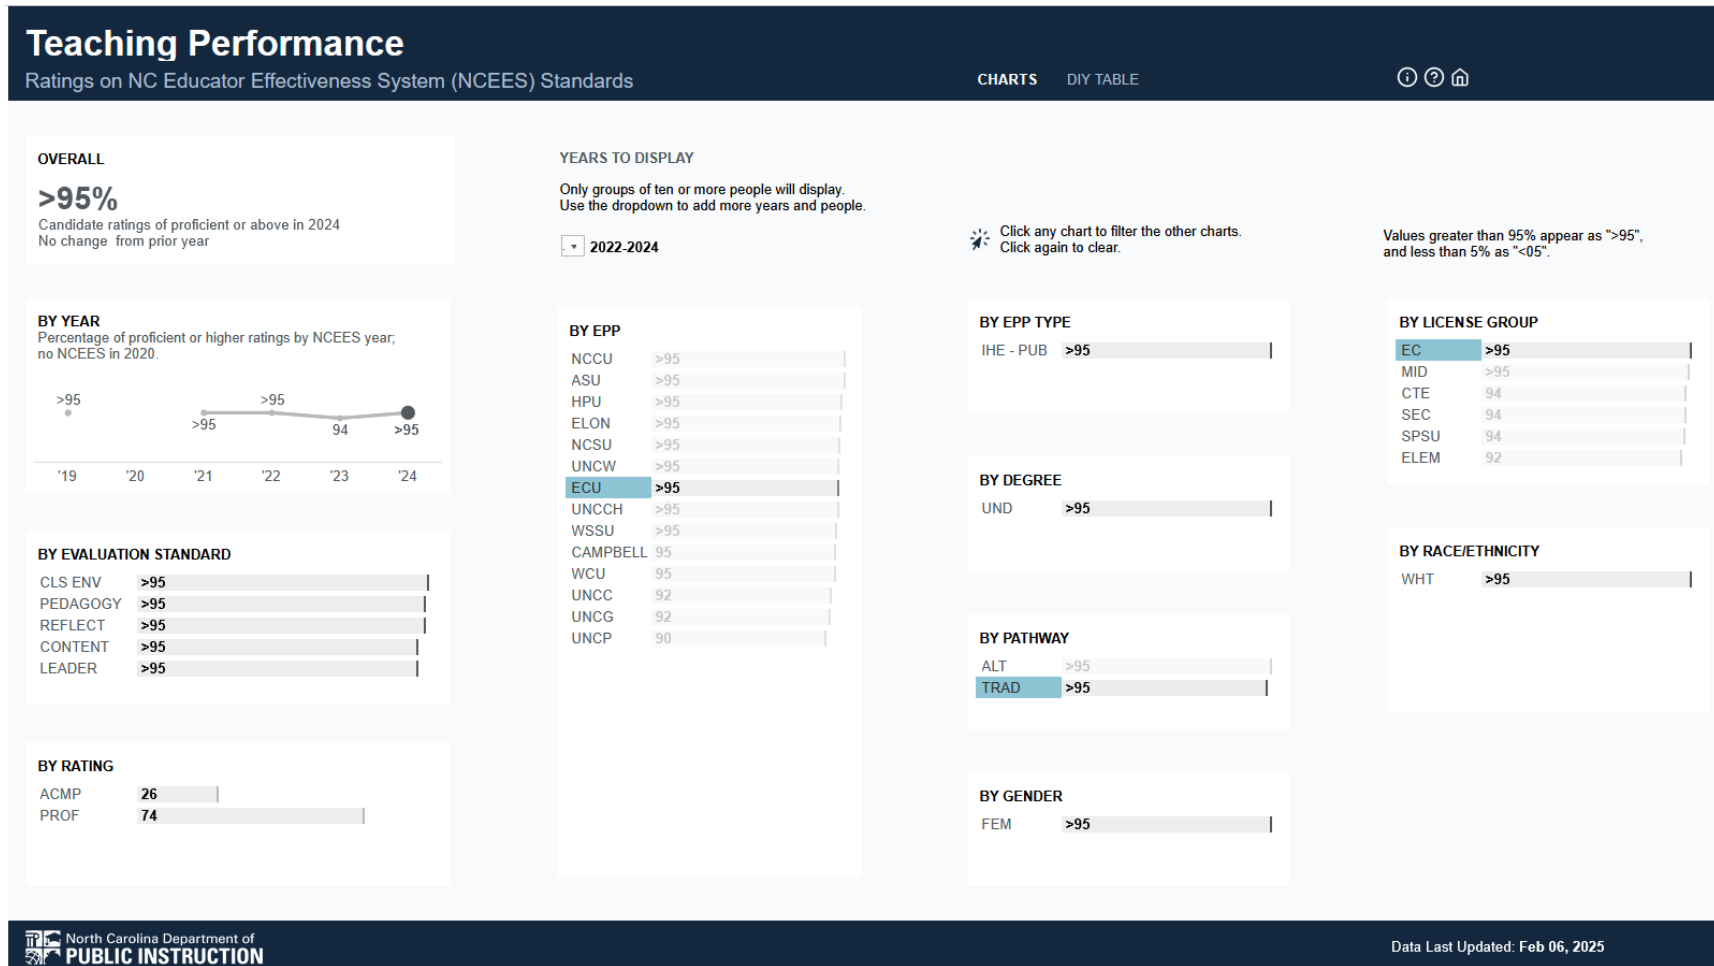 Teaching Performance
Ratings on NC Educator Effectiveness System (NCEES) Standards
CHARTS
DIY TABLE
OVERALL
>95%
Candidate ratings of proficient or above in 2024
No change from prior year
YEARS TO DISPLAY
Only groups of ten or more people will display.
Use the dropdown to add more years and people.
2022-2024
Click any chart to filter the other charts.
Click again to clear.
Values greater than 95% appear as ">95",
and less than 5% as "<05".
BY YEAR
Percentage of proficient or higher ratings by NCEES year;
no NCEES in 2020.
>95
>95
>95
94
>95
'19 '20 '21 '22 '23 '24
BY EVALUATION STANDARD
CLS ENV >95
PEDAGOGY >95
REFLECT >95
CONTENT >95
LEADER >95
BY RATING
ACMP 26
PROF 74
BY EPP
NCCU >95
ASU >95
HPU >95
ELON >95
NCSU >95
UNCW >95
ECU >95
UNCCH >95
WSSU >95
CAMPBELL 95
WCU 95
UNCC 92
UNCG 92
UNCP 90
BY EPP TYPE
IHE - PUB >95
BY DEGREE
UND >95
BY PATHWAY
ALT >95
TRAD >95
BY GENDER
FEM >95
BY LICENSE GROUP
EC >95
MID >95
CTE 94
SEC 94
SPSU 94
ELEM 92
BY RACE/ETHNICITY
WHT >95
North Carolina Department of
PUBLIC INSTRUCTION
Data Last Updated: Feb 06, 2025